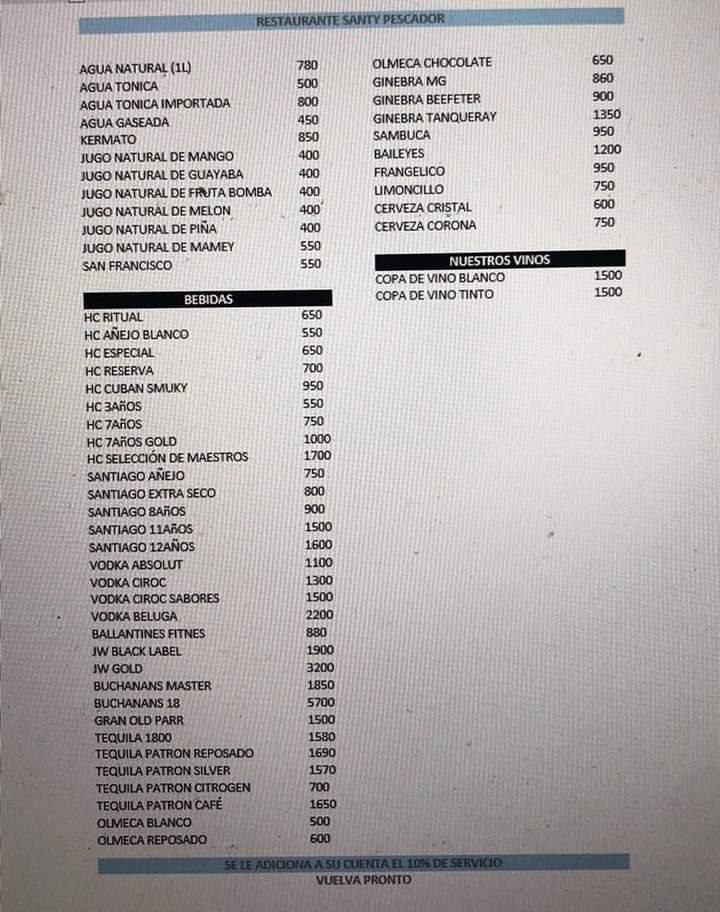 RESTAURANTE SANTY PESCADOR
AGUA NATURAL (1L) 780
AGUA TONICA 500
AGUA TONICA IMPORTADA 800
AGUA GASEADA 450
KERMATO 850
JUGO NATURAL DE MANGO 400
JUGO NATURAL DE GUAYABA 400
JUGO NATURAL DE FRUTA BOMBA 400
JUGO NATURAL DE MELON 400
JUGO NATURAL DE PIÑA 400
JUGO NATURAL DE MAMEY 550
SAN FRANCISCO 550
BEBIDAS
HC RITUAL 650
HC AÑEJO BLANCO 550
HC ESPECIAL 650
HC RESERVA 700
HC CUBAN SMUKY 950
HC 3AñOS 550
HC 7AñOS 750
HC 7AñOS GOLD 1000
HC SELECCIÓN DE MAESTROS 1700
SANTIAGO AÑEJO 750
SANTIAGO EXTRA SECO 800
SANTIAGO 8AñOS 900
SANTIAGO 11AñOS 1500
SANTIAGO 12AÑOS 1600
VODKA ABSOLUT 1100
VODKA CIROC 1300
VODKA CIROC SABORES 1500
VODKA BELUGA 2200
BALLANTINES FITNES 880
JW BLACK LABEL 1900
JW GOLD 3200
BUCHANANS MASTER 1850
BUCHANANS 18 5700
GRAN OLD PARR 1500
TEQUILA 1800 1580
TEQUILA PATRON REPOSADO 1690
TEQUILA PATRON SILVER 1570
TEQUILA PATRON CITROGEN 700
TEQUILA PATRON CAFÉ 1650
OLMECA BLANCO 500
OLMECA REPOSADO 600
OLMECA CHOCOLATE 650
GINEBRA MG 860
GINEBRA BEEFETER 900
GINEBRA TANQUERAY 1350
SAMBUCA 950
BAILEYES 1200
FRANGELICO 950
LIMONCILLO 750
CERVEZA CRISTAL 600
CERVEZA CORONA 750
NUESTROS VINOS
COPA DE VINO BLANCO 1500
COPA DE VINO TINTO 1500
SE LE ADICIONA A SU CUENTA EL 10% DE SERVICIO
VUELVA PRONTO